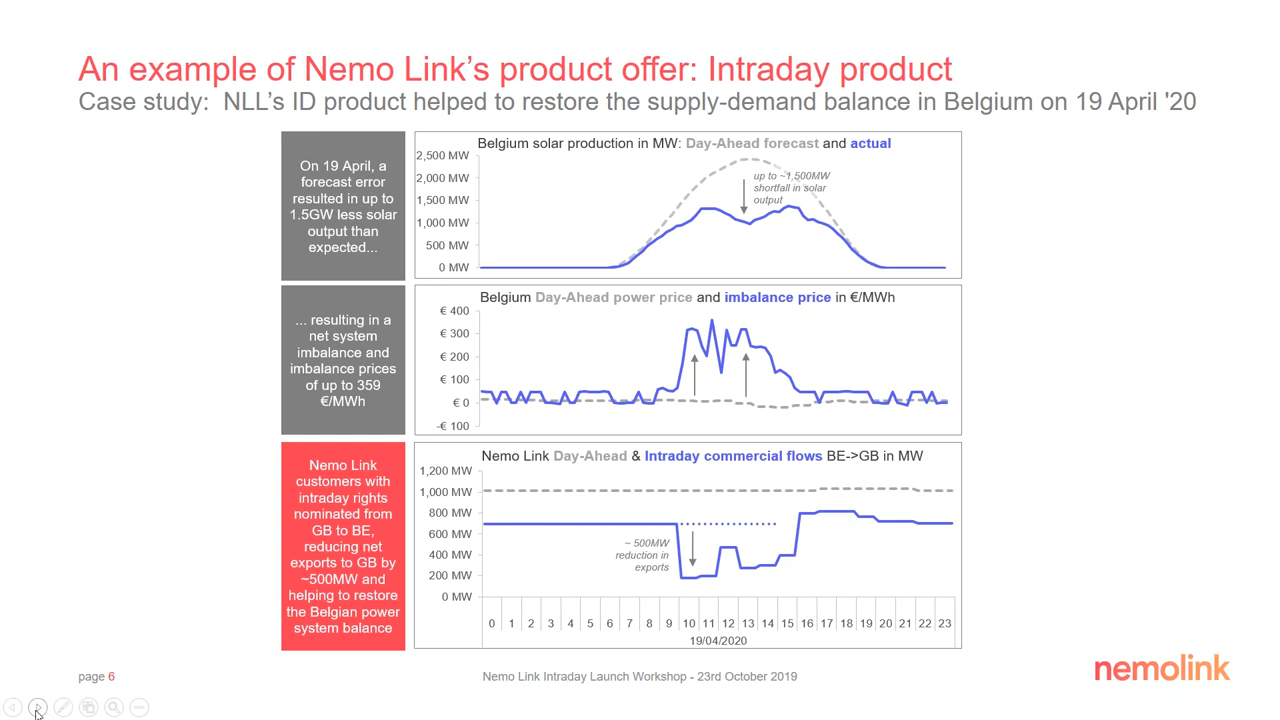 An example of Nemo Link’s product offer: Intraday product
Case study:  NLL’s ID product helped to restore the supply-demand balance in Belgium on 19 April '20
On 19 April, a
forecast error
resulted in up to
1.5GW less solar
output than
expected...
Belgium solar production in MW: Day-Ahead forecast and actual
2,500 MW
2,000 MW
1,500 MW
1,000 MW
500 MW
0 MW
up to ~1,500MW
shortfall in solar
output
... resulting in a
net system
imbalance and
imbalance prices
of up to 359
€/MWh
Belgium Day-Ahead power price and imbalance price in €/MWh
€ 400
€ 300
€ 200
€ 100
€ 0
-€ 100
Nemo Link
customers with
intraday rights
nominated from
GB to BE,
reducing net
exports to GB by
~500MW and
helping to restore
the Belgian power
system balance
Nemo Link Day-Ahead & Intraday commercial flows BE->GB in MW
1,200 MW
1,000 MW
800 MW
600 MW
400 MW
200 MW
0 MW
~ 500MW
reduction in
exports
0 1 2 3 4 5 6 7 8 9 10 11 12 13 14 15 16 17 18 19 20 21 22 23
19/04/2020
page 6
Nemo Link Intraday Launch Workshop - 23rd October 2019
nemolink